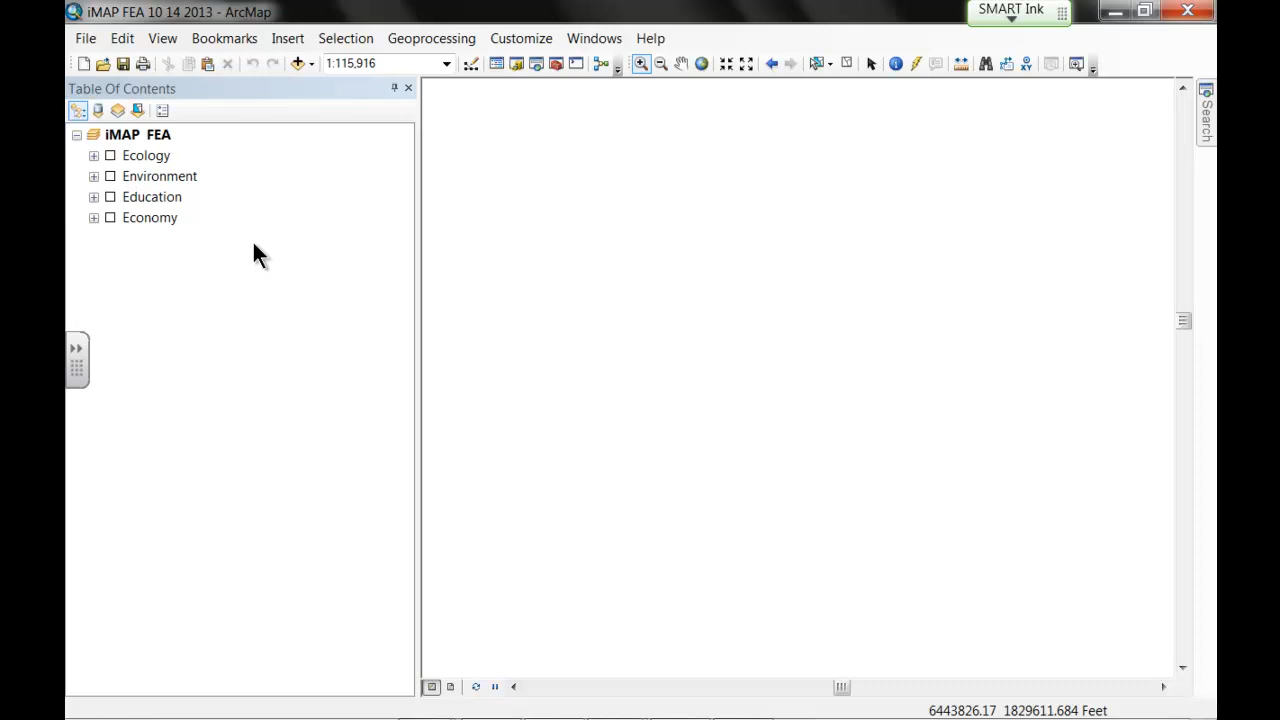 iMAP FEA 10 14 2013 - ArcMap
SMART Ink
File Edit View Bookmarks Insert Selection Geoprocessing Customize Windows Help
1:115,916
Table Of Contents
Search
iMAP FEA
Ecology
Environment
Education
Economy
6443826.17 1829611.684 Feet